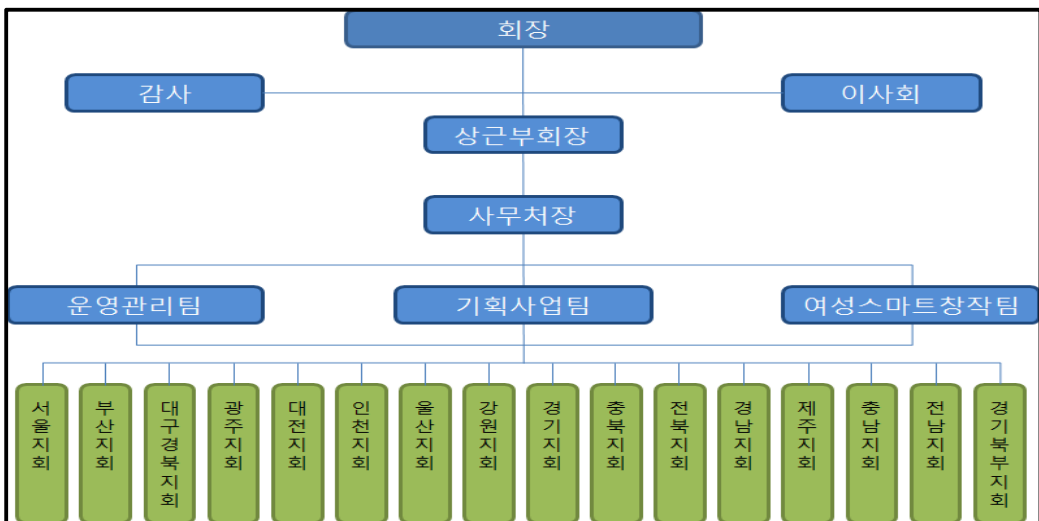 회장
감사
이사회
상근부회장
사무처장
운영관리팀
기획사업팀
여성스마트창작팀
서울지회
부산지회
대구경북지회
광주지회
대전지회
인천지회
울산지회
강원지회
경기지회
충북지회
전북지회
경남지회
제주지회
충남지회
전남지회
경기북부지회